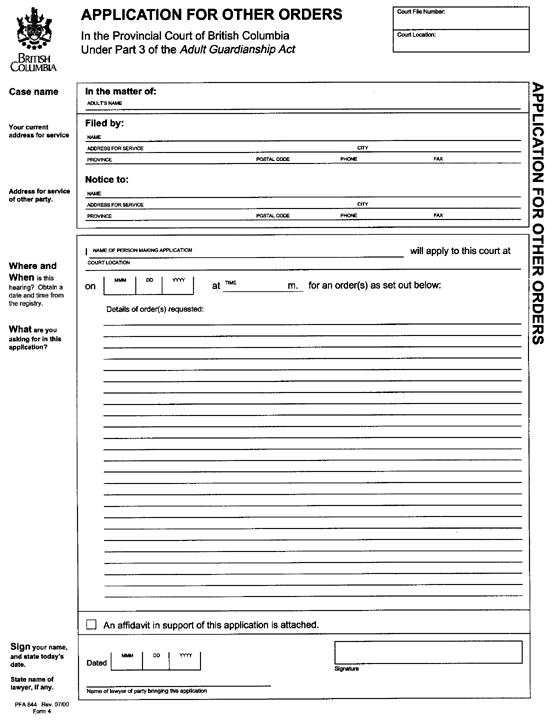 APPLICATION FOR OTHER ORDERS
In the Provincial Court of British Columbia
Under Part 3 of the Adult Guardianship Act
Court File Number:
Court Location:
BRITISH
COLUMBIA
Case name
In the matter of:
ADULT'S NAME
Your current
address for service
Filed by:
NAME
ADDRESS FOR SERVICE CITY
PROVINCE POSTAL CODE PHONE FAX
Address for service
of other party.
Notice to:
NAME
ADDRESS FOR SERVICE CITY
PROVINCE POSTAL CODE PHONE FAX
APPLICATION FOR OTHER ORDERS
I NAME OF PERSON MAKING APPLICATION will apply to this court at
COURT LOCATION
Where and
When is this
hearing? Obtain a
date and time from
the registry.
on MMM DD YYYY at TIME m. for an order(s) as set out below:
Details of order(s) requested:
What are you
asking for in this
application?
An affidavit in support of this application is attached.
Sign your name,
and state today's
date.
Dated MMM DD YYYY
Signature
State name of
lawyer, if any.
Name of lawyer of party bringing this application
PFA 844 Rev. 07/00
Form 4